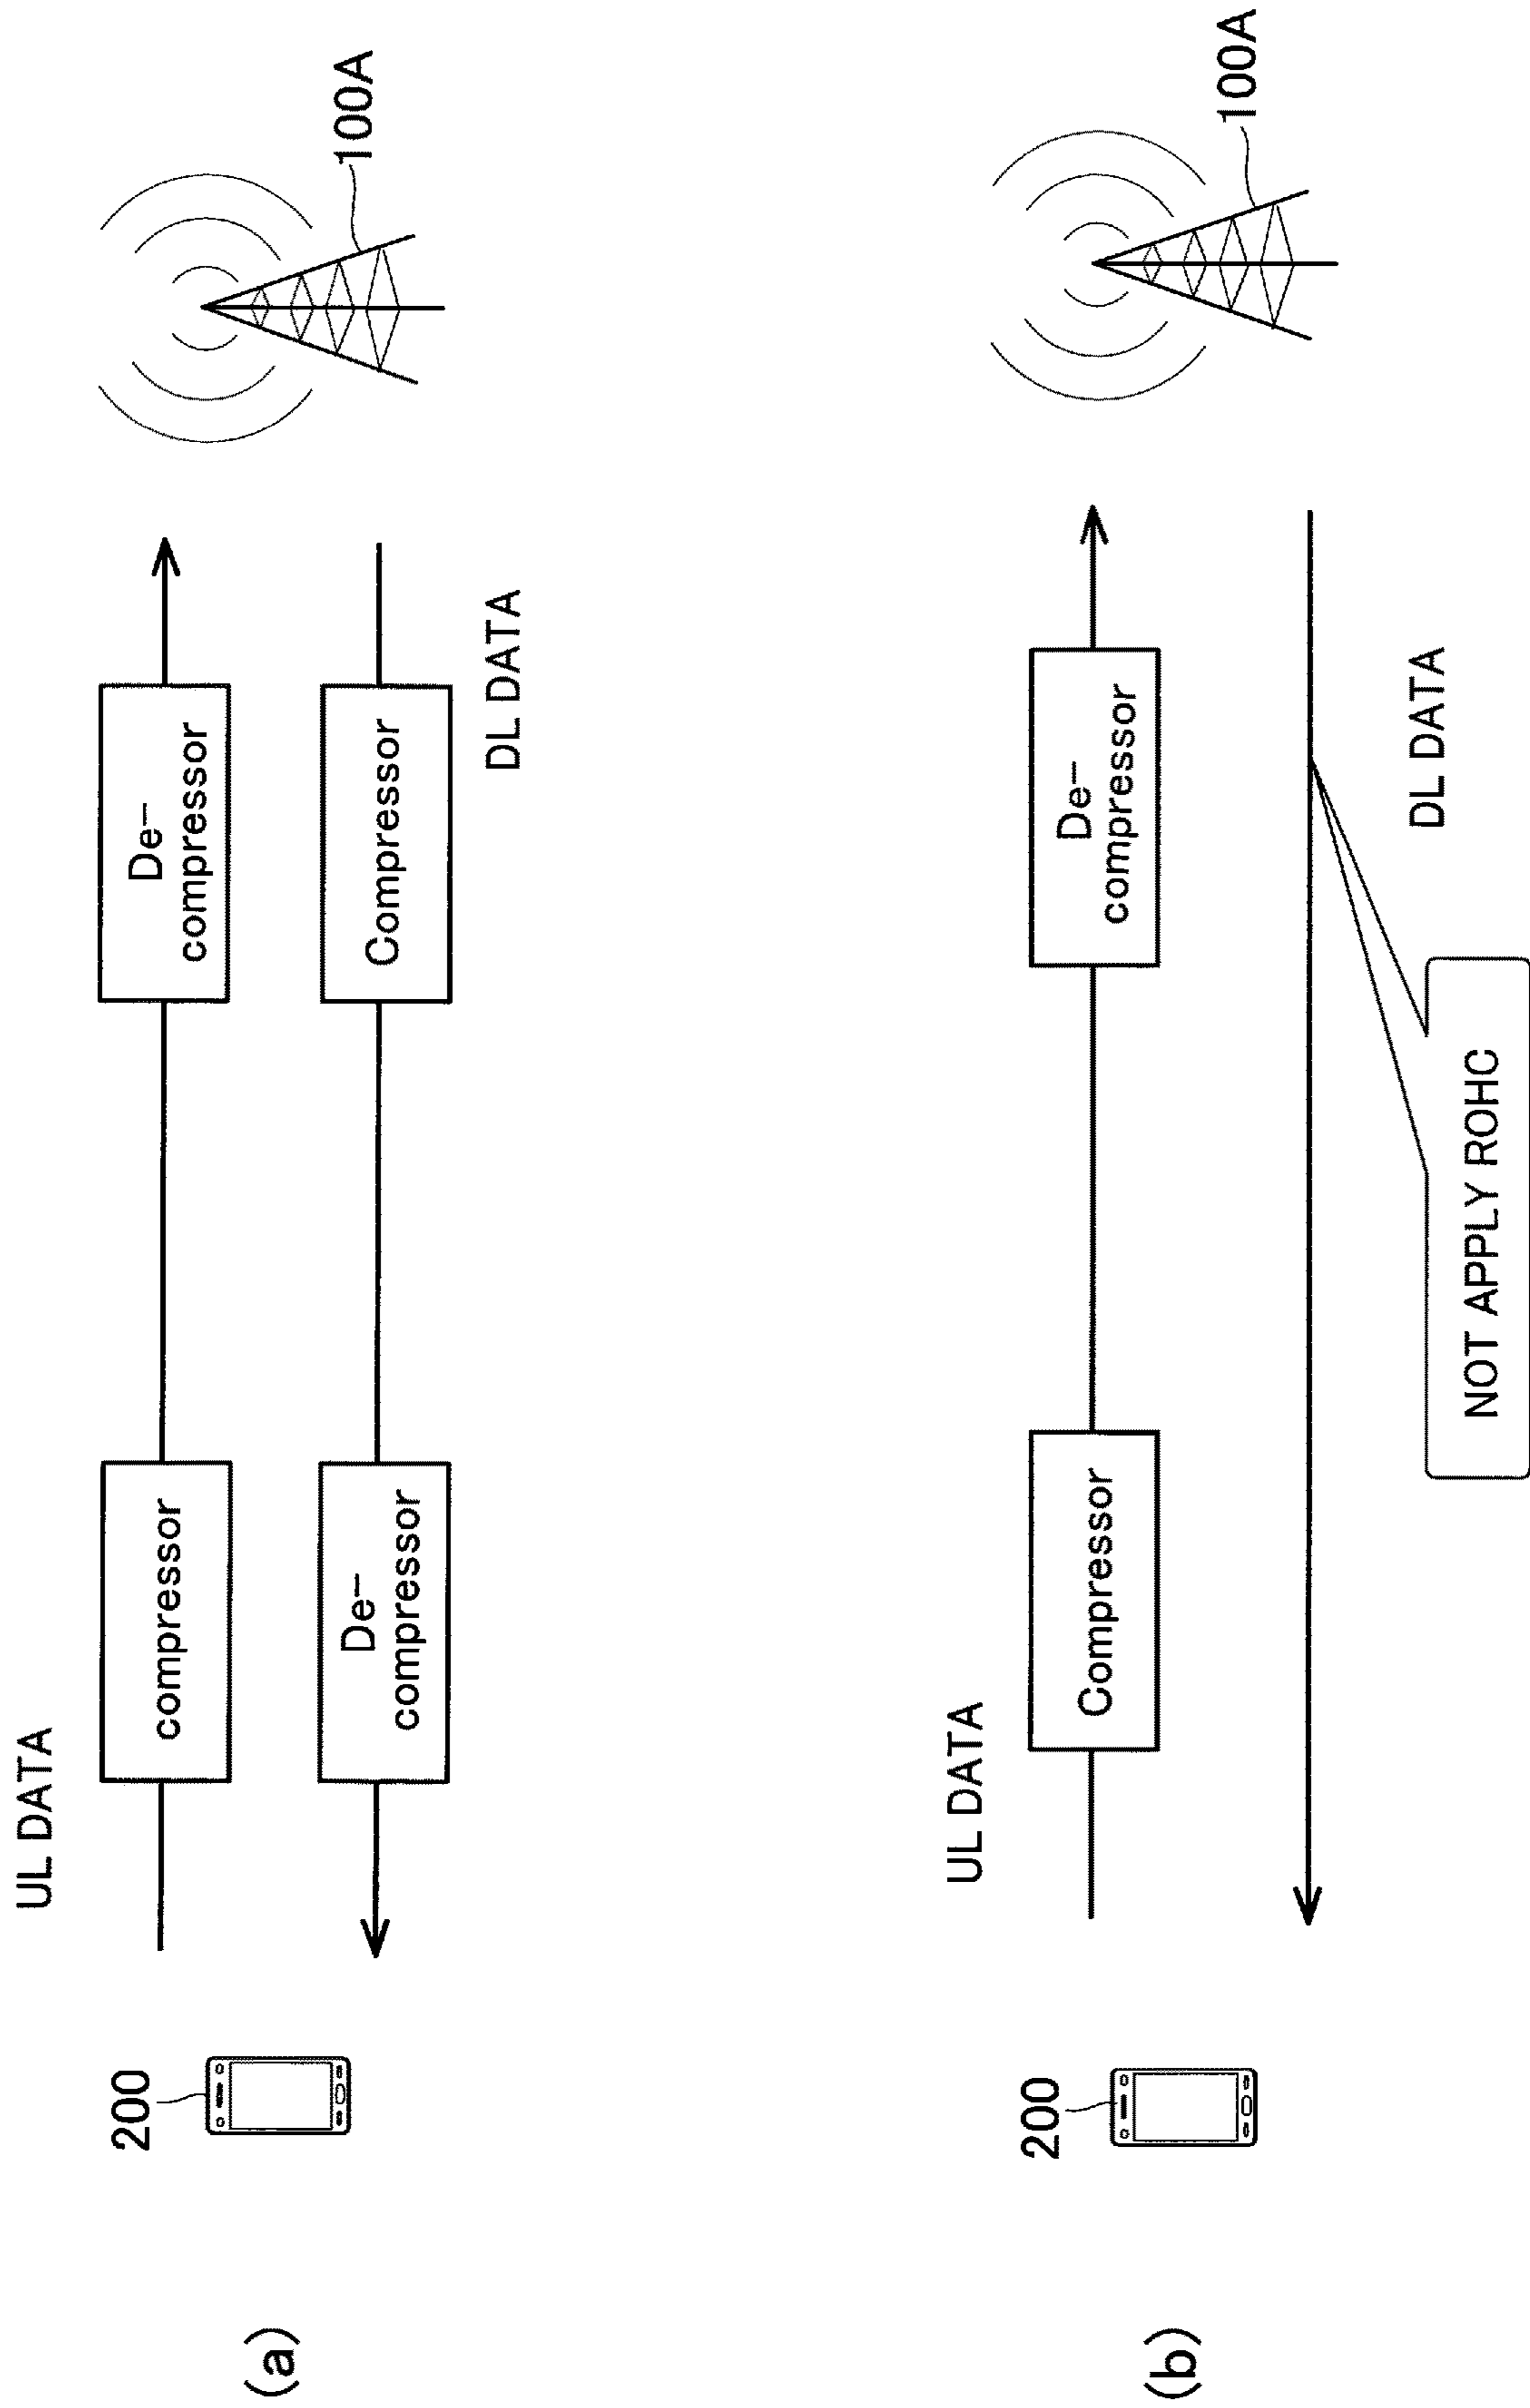 (a)
200
UL DATA
compressor
De-
compressor
De-
compressor
Compressor
DL DATA
100A
(b)
200
UL DATA
Compressor
De-
compressor
NOT APPLY ROHC
DL DATA
100A